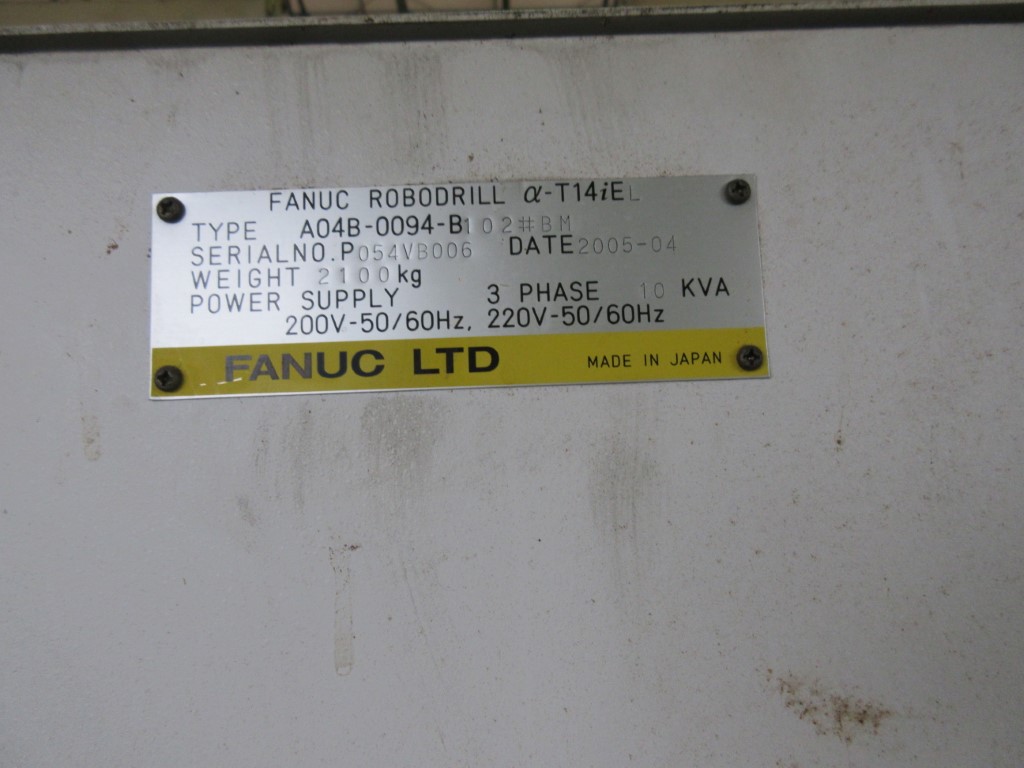 FANUC ROBODRILL α-T14iEL
TYPE A04B-0094-B102#BM
SERIALNO.P054VB006 DATE2005-04
WEIGHT 2100kg
POWER SUPPLY 3 PHASE 10 KVA
200V-50/60Hz, 220V-50/60Hz
FANUC LTD MADE IN JAPAN